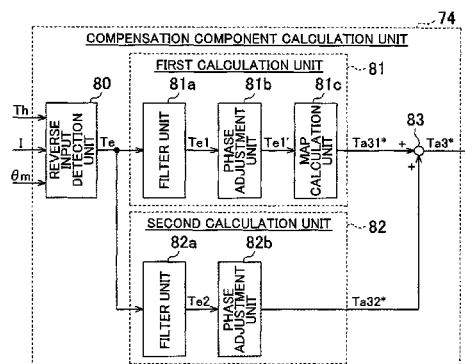 74
COMPENSATION COMPONENT CALCULATION UNIT
FIRST CALCULATION UNIT
81
80
81a
81b
81c
83
Th
I
θm
REVERSE
INPUT
DETECTION
UNIT
Te
FILTER UNIT
Te1
PHASE
ADJUSTMENT
UNIT
Te1'
MAP
CALCULATION
UNIT
Ta31*
+
+
Ta3*
SECOND CALCULATION UNIT
82
82a
82b
FILTER UNIT
Te2
PHASE
ADJUSTMENT
UNIT
Ta32*